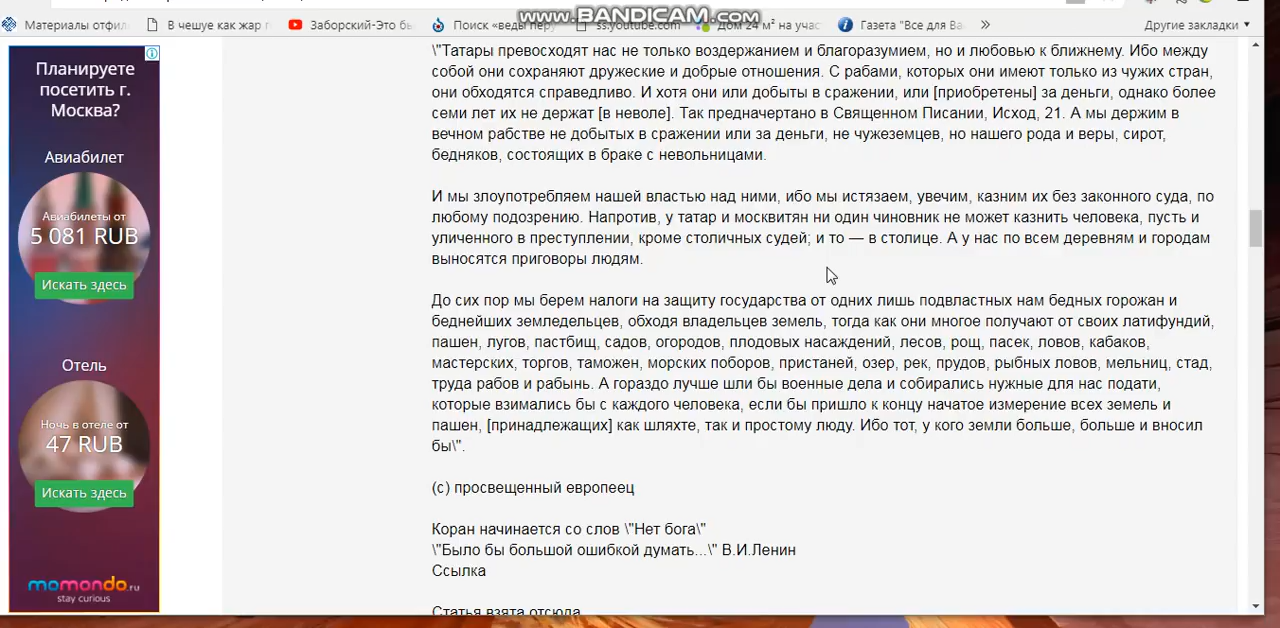 www.BANDICAM.com
Материалы отфил
В чешуе как жар г
Заборский-Это бы
Поиск «веды пер
ss.youtube.com
Дом 24 м² на учас
Газета "Все для Ва
»
Другие закладки
Планируете
посетить г.
Москва?
Авиабилет
Авиабилеты от
5 081 RUB
Искать здесь
Отель
Ночь в отеле от
47 RUB
Искать здесь
momondo.ru
stay curious
\"Татары превосходят нас не только воздержанием и благоразумием, но и любовью к ближнему. Ибо между
собой они сохраняют дружеские и добрые отношения. С рабами, которых они имеют только из чужих стран,
они обходятся справедливо. И хотя они или добыты в сражении, или [приобретены] за деньги, однако более
семи лет их не держат [в неволе]. Так предначертано в Священном Писании, Исход, 21. А мы держим в
вечном рабстве не добытых в сражении или за деньги, не чужеземцев, но нашего рода и веры, сирот,
бедняков, состоящих в браке с невольницами.
И мы злоупотребляем нашей властью над ними, ибо мы истязаем, увечим, казним их без законного суда, по
любому подозрению. Напротив, у татар и москвитян ни один чиновник не может казнить человека, пусть и
уличенного в преступлении, кроме столичных судей; и то — в столице. А у нас по всем деревням и городам
выносятся приговоры людям.
До сих пор мы берем налоги на защиту государства от одних лишь подвластных нам бедных горожан и
беднейших земледельцев, обходя владельцев земель, тогда как они многое получают от своих латифундий,
пашен, лугов, пастбищ, садов, огородов, плодовых насаждений, лесов, рощ, пасек, ловов, кабаков,
мастерских, торгов, таможен, морских поборов, пристаней, озер, рек, прудов, рыбных ловов, мельниц, стад,
труда рабов и рабынь. А гораздо лучше шли бы военные дела и собирались нужные для нас подати,
которые взимались бы с каждого человека, если бы пришло к концу начатое измерение всех земель и
пашен, [принадлежащих] как шляхте, так и простому люду. Ибо тот, у кого земли больше, больше и вносил
бы\".
(с) просвещенный европеец
Коран начинается со слов \"Нет бога\"
\"Было бы большой ошибкой думать...\" В.И.Ленин
Ссылка
Статья взята отсюда